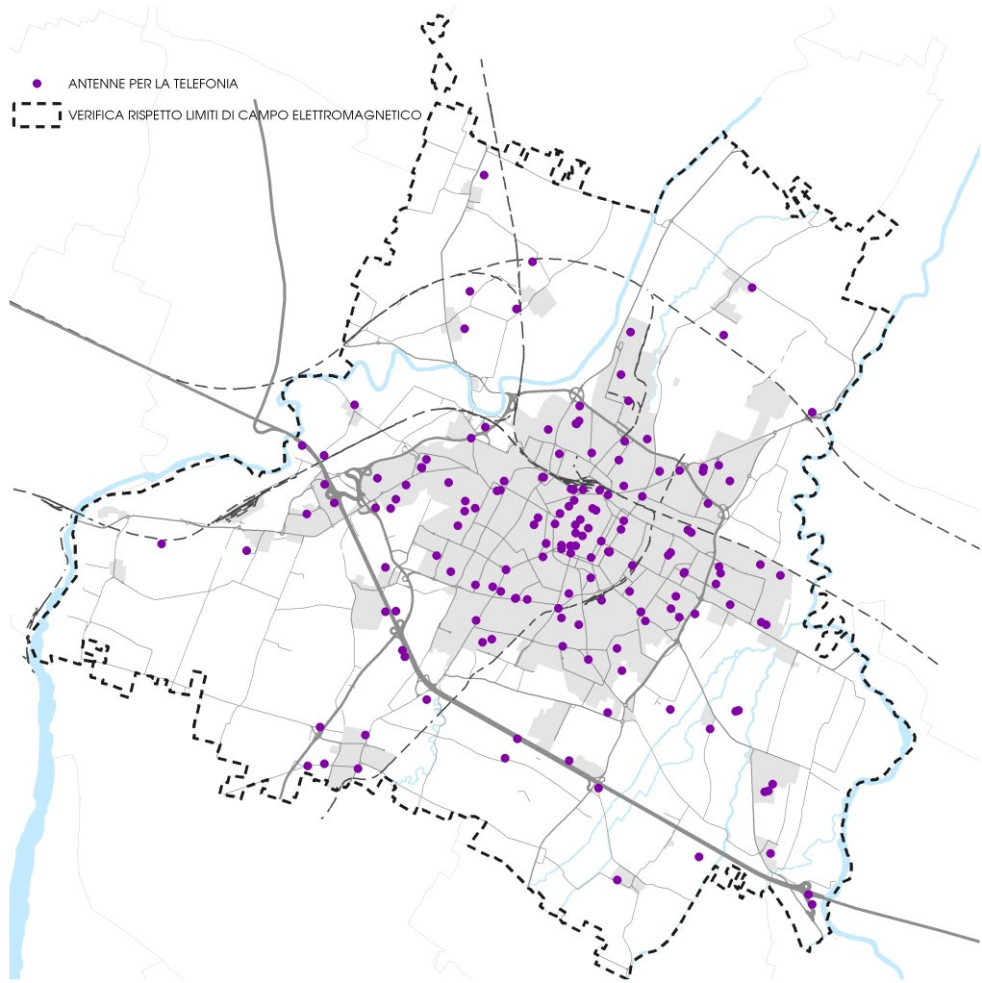 ANTENNE PER LA TELEFONIA
VERIFICA RISPETTO LIMITI DI CAMPO ELETTROMAGNETICO